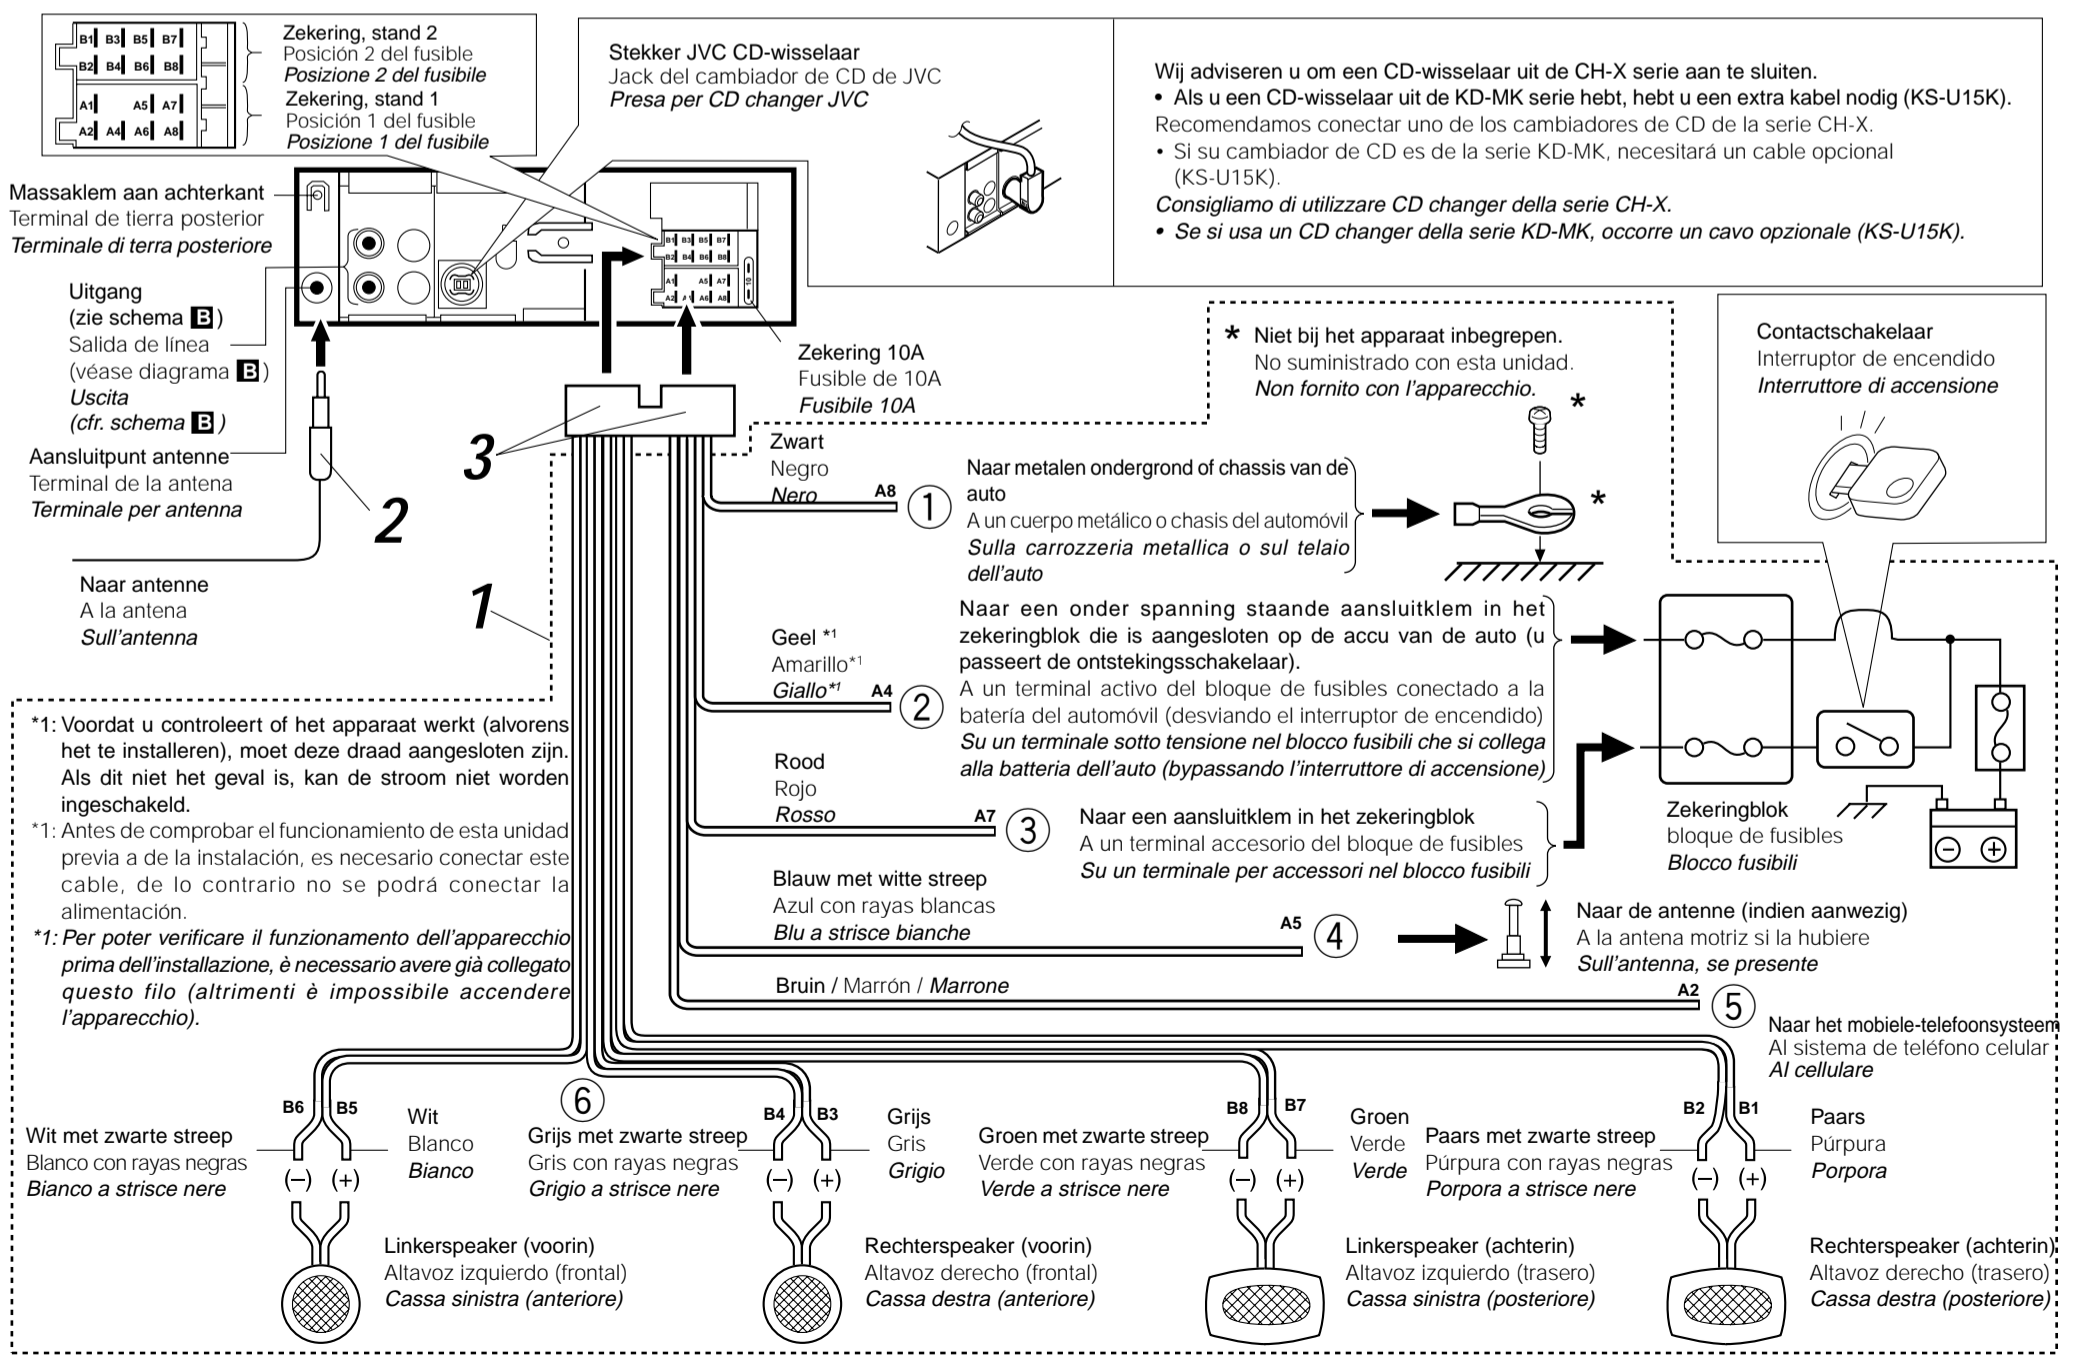 B1 B3 B5 B7
B2 B4 B6 B8
A1 A5 A7
A2 A4 A6 A8
Zekering, stand 2
Posición 2 del fusible
Posizione 2 del fusibile
Zekering, stand 1
Posición 1 del fusible
Posizione 1 del fusibile
Stekker JVC CD-wisselaar
Jack del cambiador de CD de JVC
Presa per CD changer JVC
Wij adviseren u om een CD-wisselaar uit de CH-X serie aan te sluiten.
• Als u een CD-wisselaar uit de KD-MK serie hebt, hebt u een extra kabel nodig (KS-U15K).
Recomendamos conectar uno de los cambiadores de CD de la serie CH-X.
• Si su cambiador de CD es de la serie KD-MK, necesitará un cable opcional
(KS-U15K).
Consigliamo di utilizzare CD changer della serie CH-X.
• Se si usa un CD changer della serie KD-MK, occorre un cavo opzionale (KS-U15K).
Massaklem aan achterkant
Terminal de tierra posterior
Terminale di terra posteriore
B1 B3 B5 B7
B2 B4 B6 B8
A1 A5 A7
A2 A6 A8
10
Uitgang
(zie schema B)
Salida de línea
(véase diagrama B)
Uscita
(cfr. schema B)
Aansluitpunt antenne
Terminal de la antena
Terminale per antenna
2
Naar antenne
A la antena
Sull'antenna
3
1
Zekering 10A
Fusible de 10A
Fusibile 10A
* Niet bij het apparaat inbegrepen.
No suministrado con esta unidad.
Non fornito con l'apparecchio.
*
*
Contactschakelaar
Interruptor de encendido
Interruttore di accensione
Zwart
Negro
Nero
A8 ①
Naar metalen ondergrond of chassis van de
auto
A un cuerpo metálico o chasis del automóvil
Sulla carrozzeria metallica o sul telaio
dell'auto
Geel *1
Amarillo*1
Giallo*1
A4 ②
Naar een onder spanning staande aansluitklem in het
zekeringblok die is aangesloten op de accu van de auto (u
passeert de ontstekingsschakelaar).
A un terminal activo del bloque de fusibles conectado a la
batería del automóvil (desviando el interruptor de encendido)
Su un terminale sotto tensione nel blocco fusibili che si collega
alla batteria dell'auto (bypassando l'interruttore di accensione)
Rood
Rojo
Rosso
A7 ③
Naar een aansluitklem in het zekeringblok
A un terminal accesorio del bloque de fusibles
Su un terminale per accessori nel blocco fusibili
Zekeringblok
bloque de fusibles
Blocco fusibili
− +
Blauw met witte streep
Azul con rayas blancas
Blu a strisce bianche
A5 ④
Naar de antenne (indien aanwezig)
A la antena motriz si la hubiere
Sull'antenna, se presente
Bruin / Marrón / Marrone
A2 ⑤
Naar het mobiele-telefoonsysteem
Al sistema de teléfono celular
Al cellulare
*1: Voordat u controleert of het apparaat werkt (alvorens
het te installeren), moet deze draad aangesloten zijn.
Als dit niet het geval is, kan de stroom niet worden
ingeschakeld.
*1: Antes de comprobar el funcionamiento de esta unidad
previa a de la instalación, es necesario conectar este
cable, de lo contrario no se podrá conectar la
alimentación.
*1: Per poter verificare il funzionamento dell'apparecchio
prima dell'installazione, è necessario avere già collegato
questo filo (altrimenti è impossibile accendere
l'apparecchio).
⑥
B6 B5
Wit met zwarte streep
Blanco con rayas negras
Bianco a strisce nere
Wit
Blanco
Bianco
(−) (+)
Linkerspeaker (voorin)
Altavoz izquierdo (frontal)
Cassa sinistra (anteriore)
B4 B3
Grijs met zwarte streep
Gris con rayas negras
Grigio a strisce nere
Grijs
Gris
Grigio
(−) (+)
Rechterspeaker (voorin)
Altavoz derecho (frontal)
Cassa destra (anteriore)
B8 B7
Groen met zwarte streep
Verde con rayas negras
Verde a strisce nere
Groen
Verde
Verde
(−) (+)
Linkerspeaker (achterin)
Altavoz izquierdo (trasero)
Cassa sinistra (posteriore)
B2 B1
Paars met zwarte streep
Púrpura con rayas negras
Porpora a strisce nere
Paars
Púrpura
Porpora
(−) (+)
Rechterspeaker (achterin)
Altavoz derecho (trasero)
Cassa destra (posteriore)